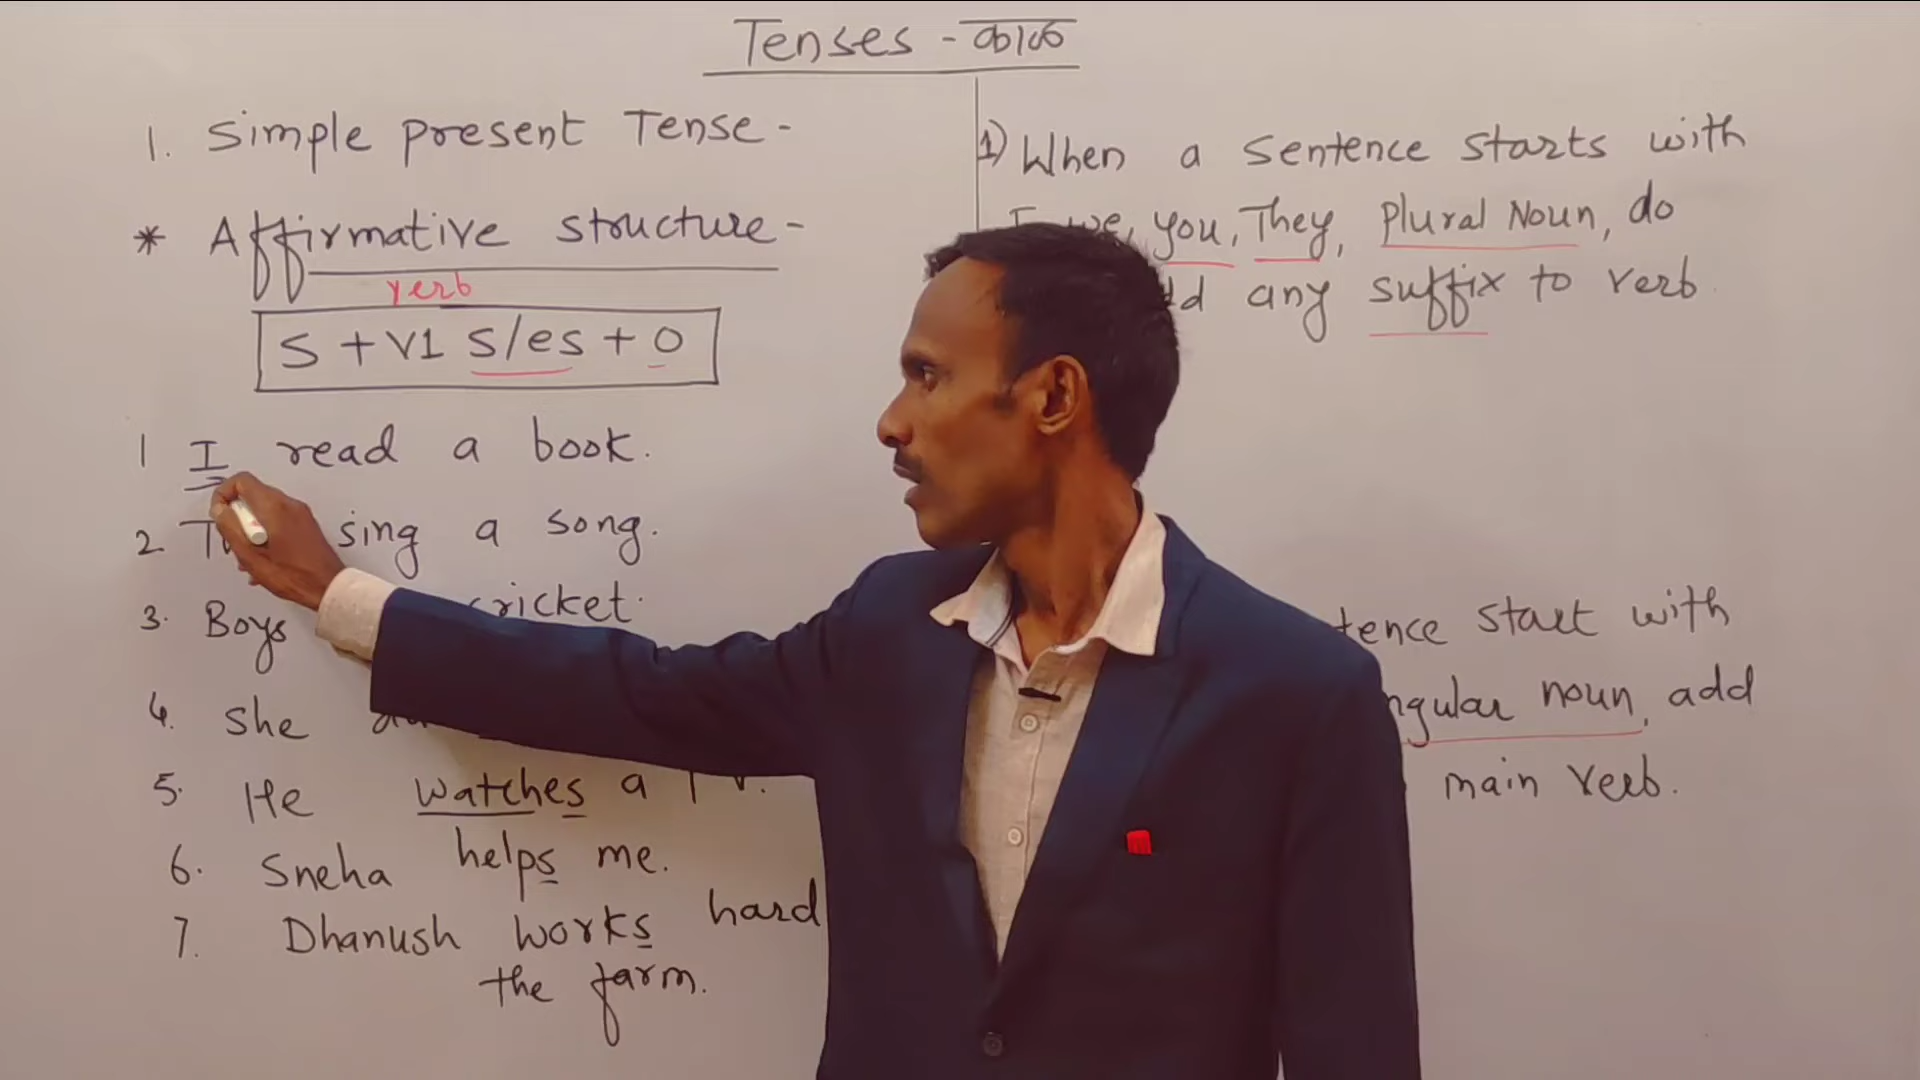 Tenses - काळ
1. Simple present Tense -
* Affirmative structure -
verb
S + V1 s/es + O
1 I read a book.
2 sing a song.
3. Boys cricket.
4. She
5. He watches a TV.
6. Sneha helps me.
7. Dhanush works hard
the farm.
1) When a sentence starts with
we, you, They, Plural Noun, do
any suffix to verb.
start with
noun, add
main verb.